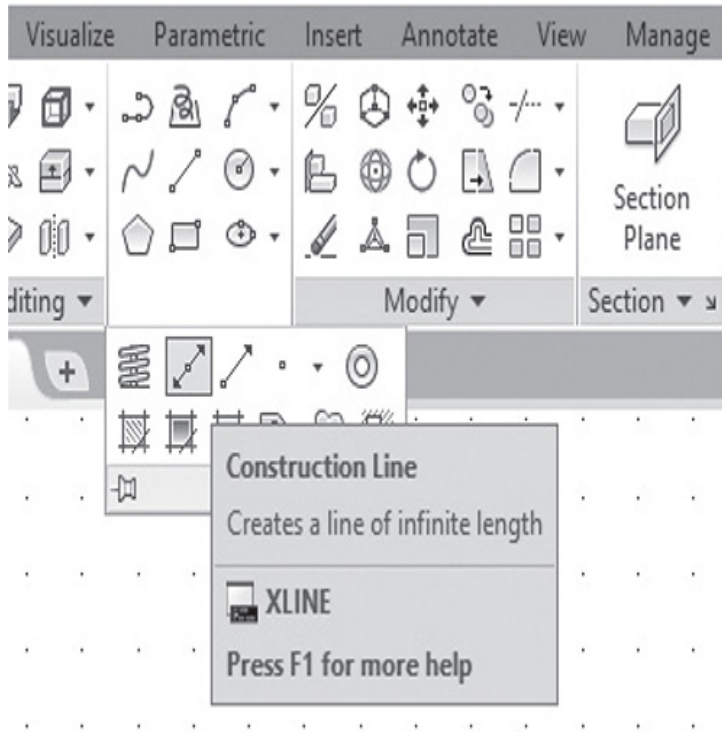 Visualize Parametric Insert Annotate View Manage
Section
Plane
diting Modify Section
Construction Line
Creates a line of infinite length
XLINE
Press F1 for more help